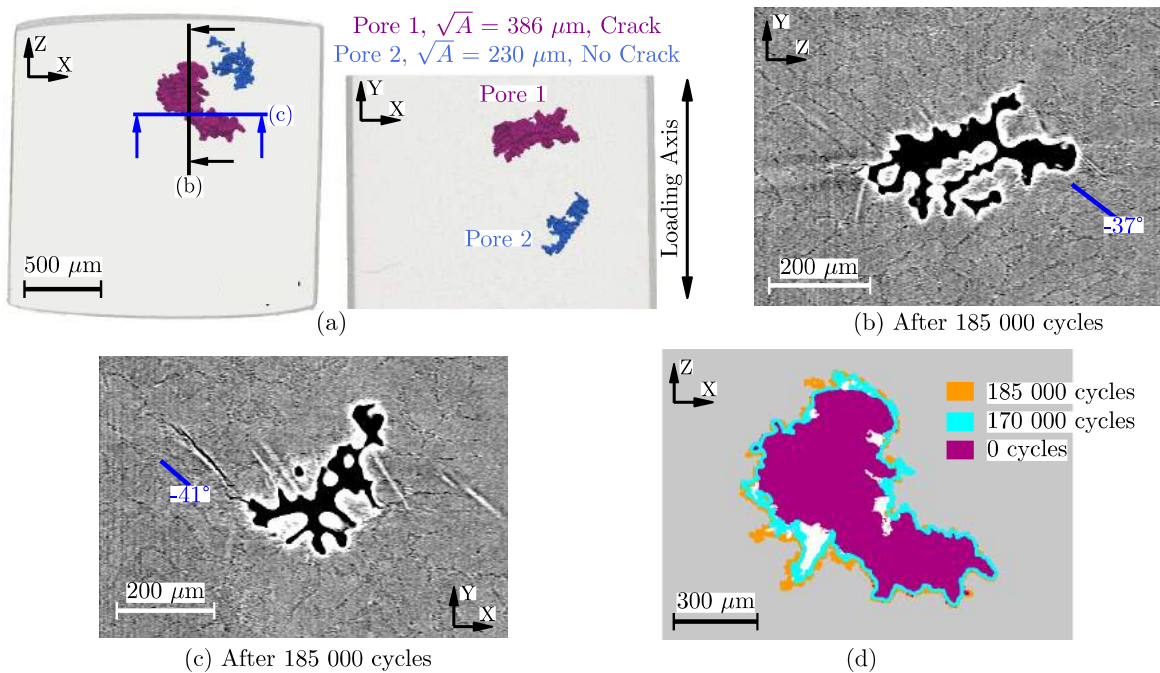 Pore 1, √A = 386 μm, Crack
Pore 2, √A = 230 μm, No Crack
Z
X
(c)
(b)
500 μm
Y
X
Pore 1
Pore 2
Loading Axis
(a)
Y
Z
-37°
200 μm
(b) After 185 000 cycles
-41°
200 μm
Y
X
(c) After 185 000 cycles
Z
X
185 000 cycles
170 000 cycles
0 cycles
300 μm
(d)